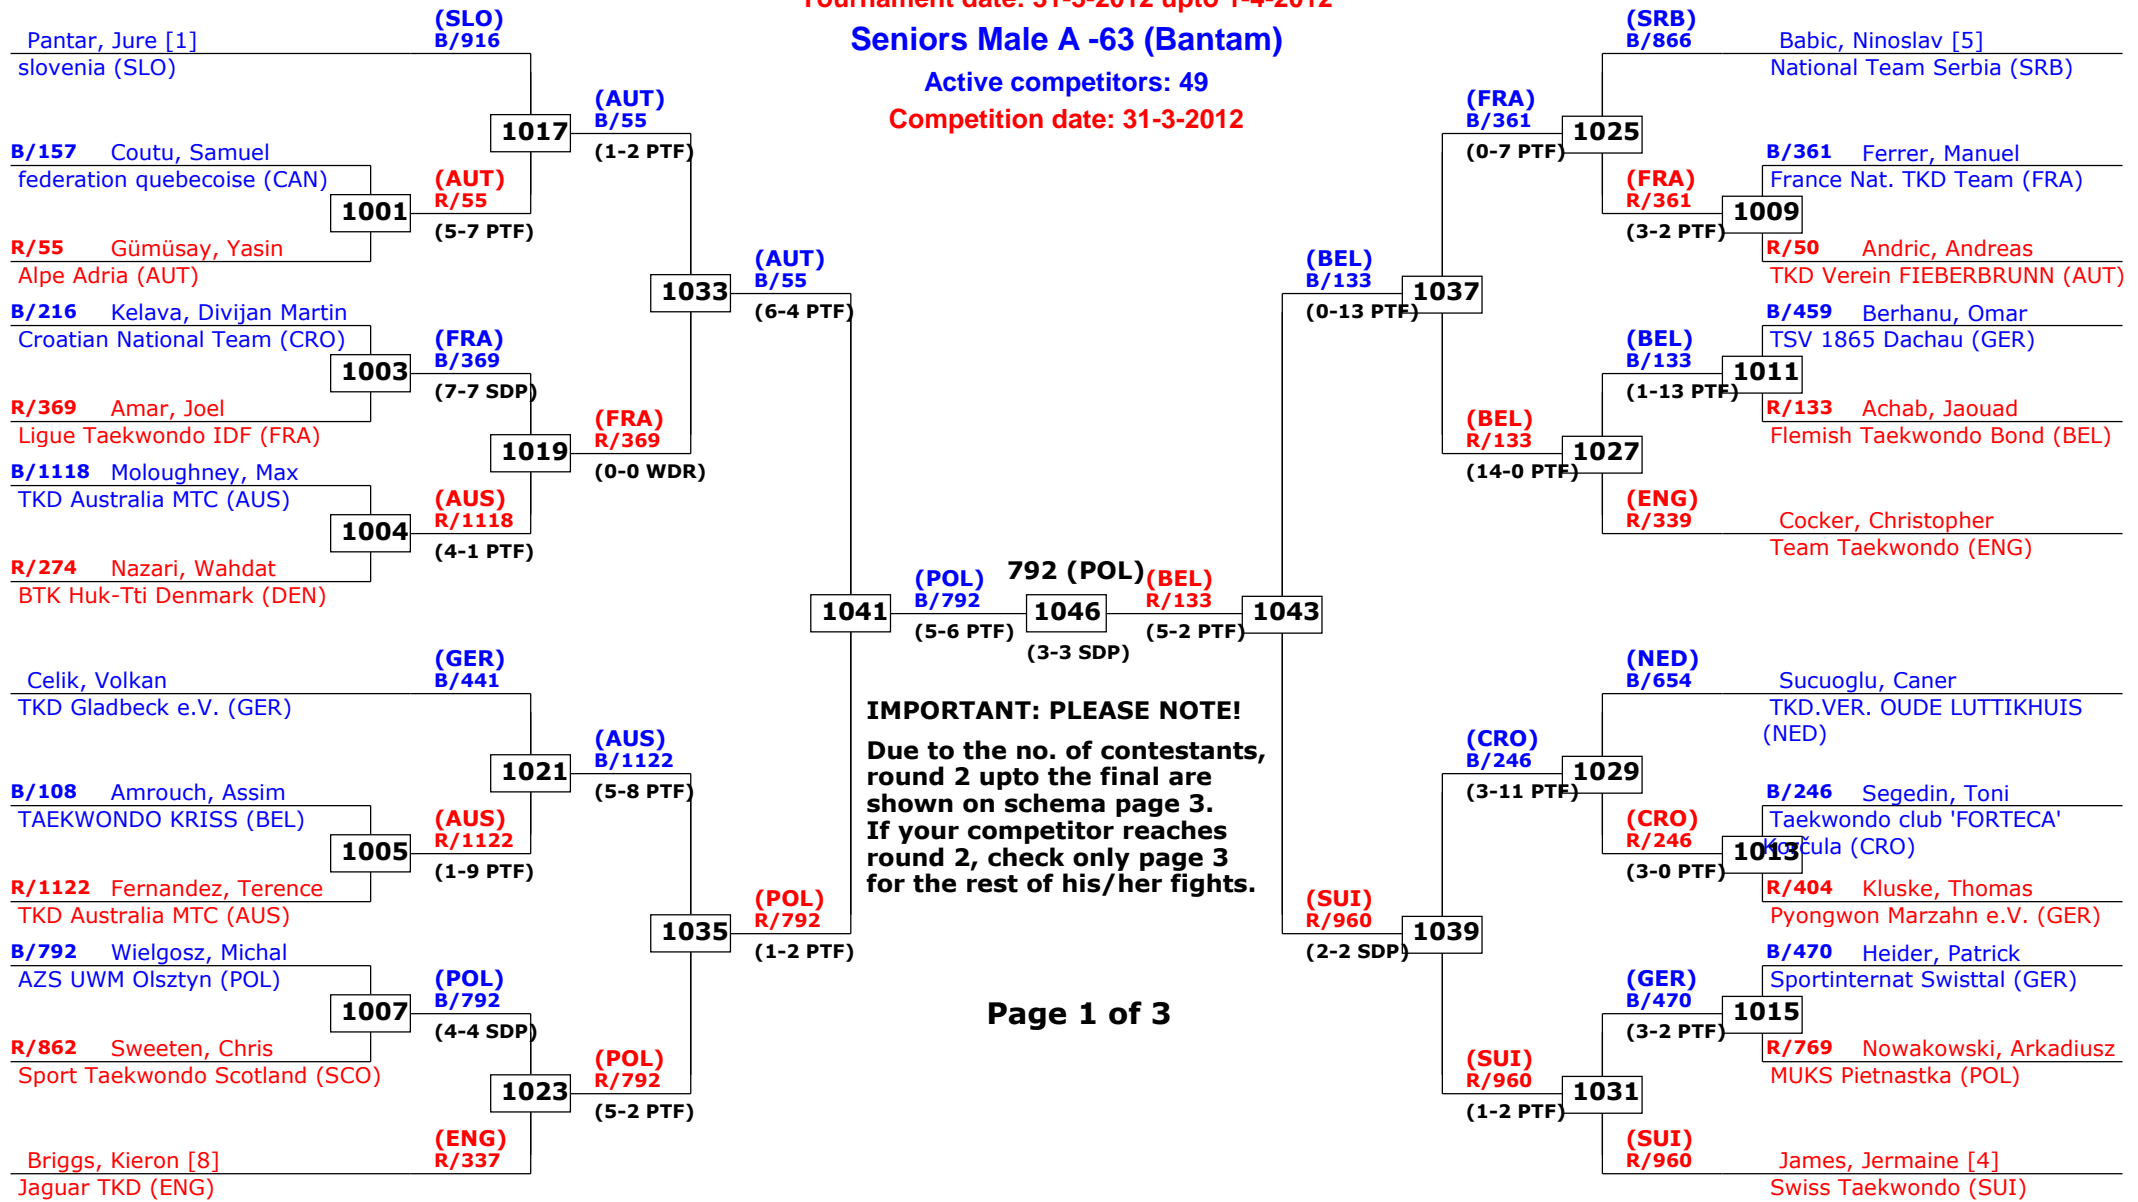 Tournament date: 31-3-2012 upto 1-4-2012
Seniors Male A -63 (Bantam)
Active competitors: 49
Competition date: 31-3-2012
Pantar, Jure [1]
slovenia (SLO)
(SLO)
B/916
B/157 Coutu, Samuel
federation quebecoise (CAN)
1001
R/55 Gümüsay, Yasin
Alpe Adria (AUT)
(AUT)
R/55
(5-7 PTF)
1017
(AUT)
B/55
(1-2 PTF)
B/216 Kelava, Divijan Martin
Croatian National Team (CRO)
1003
R/369 Amar, Joel
Ligue Taekwondo IDF (FRA)
(FRA)
B/369
(7-7 SDP)
B/1118 Moloughney, Max
TKD Australia MTC (AUS)
1004
R/274 Nazari, Wahdat
BTK Huk-Tti Denmark (DEN)
(AUS)
R/1118
(4-1 PTF)
1019
(FRA)
R/369
(0-0 WDR)
1033
(AUT)
B/55
(6-4 PTF)
Celik, Volkan
TKD Gladbeck e.V. (GER)
(GER)
B/441
B/108 Amrouch, Assim
TAEKWONDO KRISS (BEL)
1005
R/1122 Fernandez, Terence
TKD Australia MTC (AUS)
(AUS)
R/1122
(1-9 PTF)
1021
(AUS)
B/1122
(5-8 PTF)
B/792 Wielgosz, Michal
AZS UWM Olsztyn (POL)
1007
R/862 Sweeten, Chris
Sport Taekwondo Scotland (SCO)
(POL)
B/792
(4-4 SDP)
Briggs, Kieron [8]
Jaguar TKD (ENG)
(ENG)
R/337
1023
(POL)
R/792
(5-2 PTF)
1035
(POL)
R/792
(1-2 PTF)
1041
(POL)
B/792
(5-6 PTF)
792 (POL)
1046
(3-3 SDP)
(BEL)
R/133
(5-2 PTF)
1043
IMPORTANT: PLEASE NOTE!
Due to the no. of contestants,
round 2 upto the final are
shown on schema page 3.
If your competitor reaches
round 2, check only page 3
for the rest of his/her fights.
Page 1 of 3
(SRB)
B/866
Babic, Ninoslav [5]
National Team Serbia (SRB)
(FRA)
B/361
(0-7 PTF)
1025
B/361 Ferrer, Manuel
France Nat. TKD Team (FRA)
(FRA)
R/361
(3-2 PTF)
1009
R/50 Andric, Andreas
TKD Verein FIEBERBRUNN (AUT)
(BEL)
B/133
(0-13 PTF)
1037
B/459 Berhanu, Omar
TSV 1865 Dachau (GER)
(BEL)
B/133
(1-13 PTF)
1011
R/133 Achab, Jaouad
Flemish Taekwondo Bond (BEL)
(BEL)
R/133
(14-0 PTF)
1027
(ENG)
R/339
Cocker, Christopher
Team Taekwondo (ENG)
(NED)
B/654
Sucuoglu, Caner
TKD.VER. OUDE LUTTIKHUIS
(NED)
(CRO)
B/246
(3-11 PTF)
1029
B/246 Segedin, Toni
Taekwondo club 'FORTECA'
Korčula (CRO)
(CRO)
R/246
(3-0 PTF)
1013
R/404 Kluske, Thomas
Pyongwon Marzahn e.V. (GER)
(SUI)
R/960
(2-2 SDP)
1039
B/470 Heider, Patrick
Sportinternat Swisttal (GER)
(GER)
B/470
(3-2 PTF)
1015
R/769 Nowakowski, Arkadiusz
MUKS Pietnastka (POL)
(SUI)
R/960
(1-2 PTF)
1031
(SUI)
R/960
James, Jermaine [4]
Swiss Taekwondo (SUI)